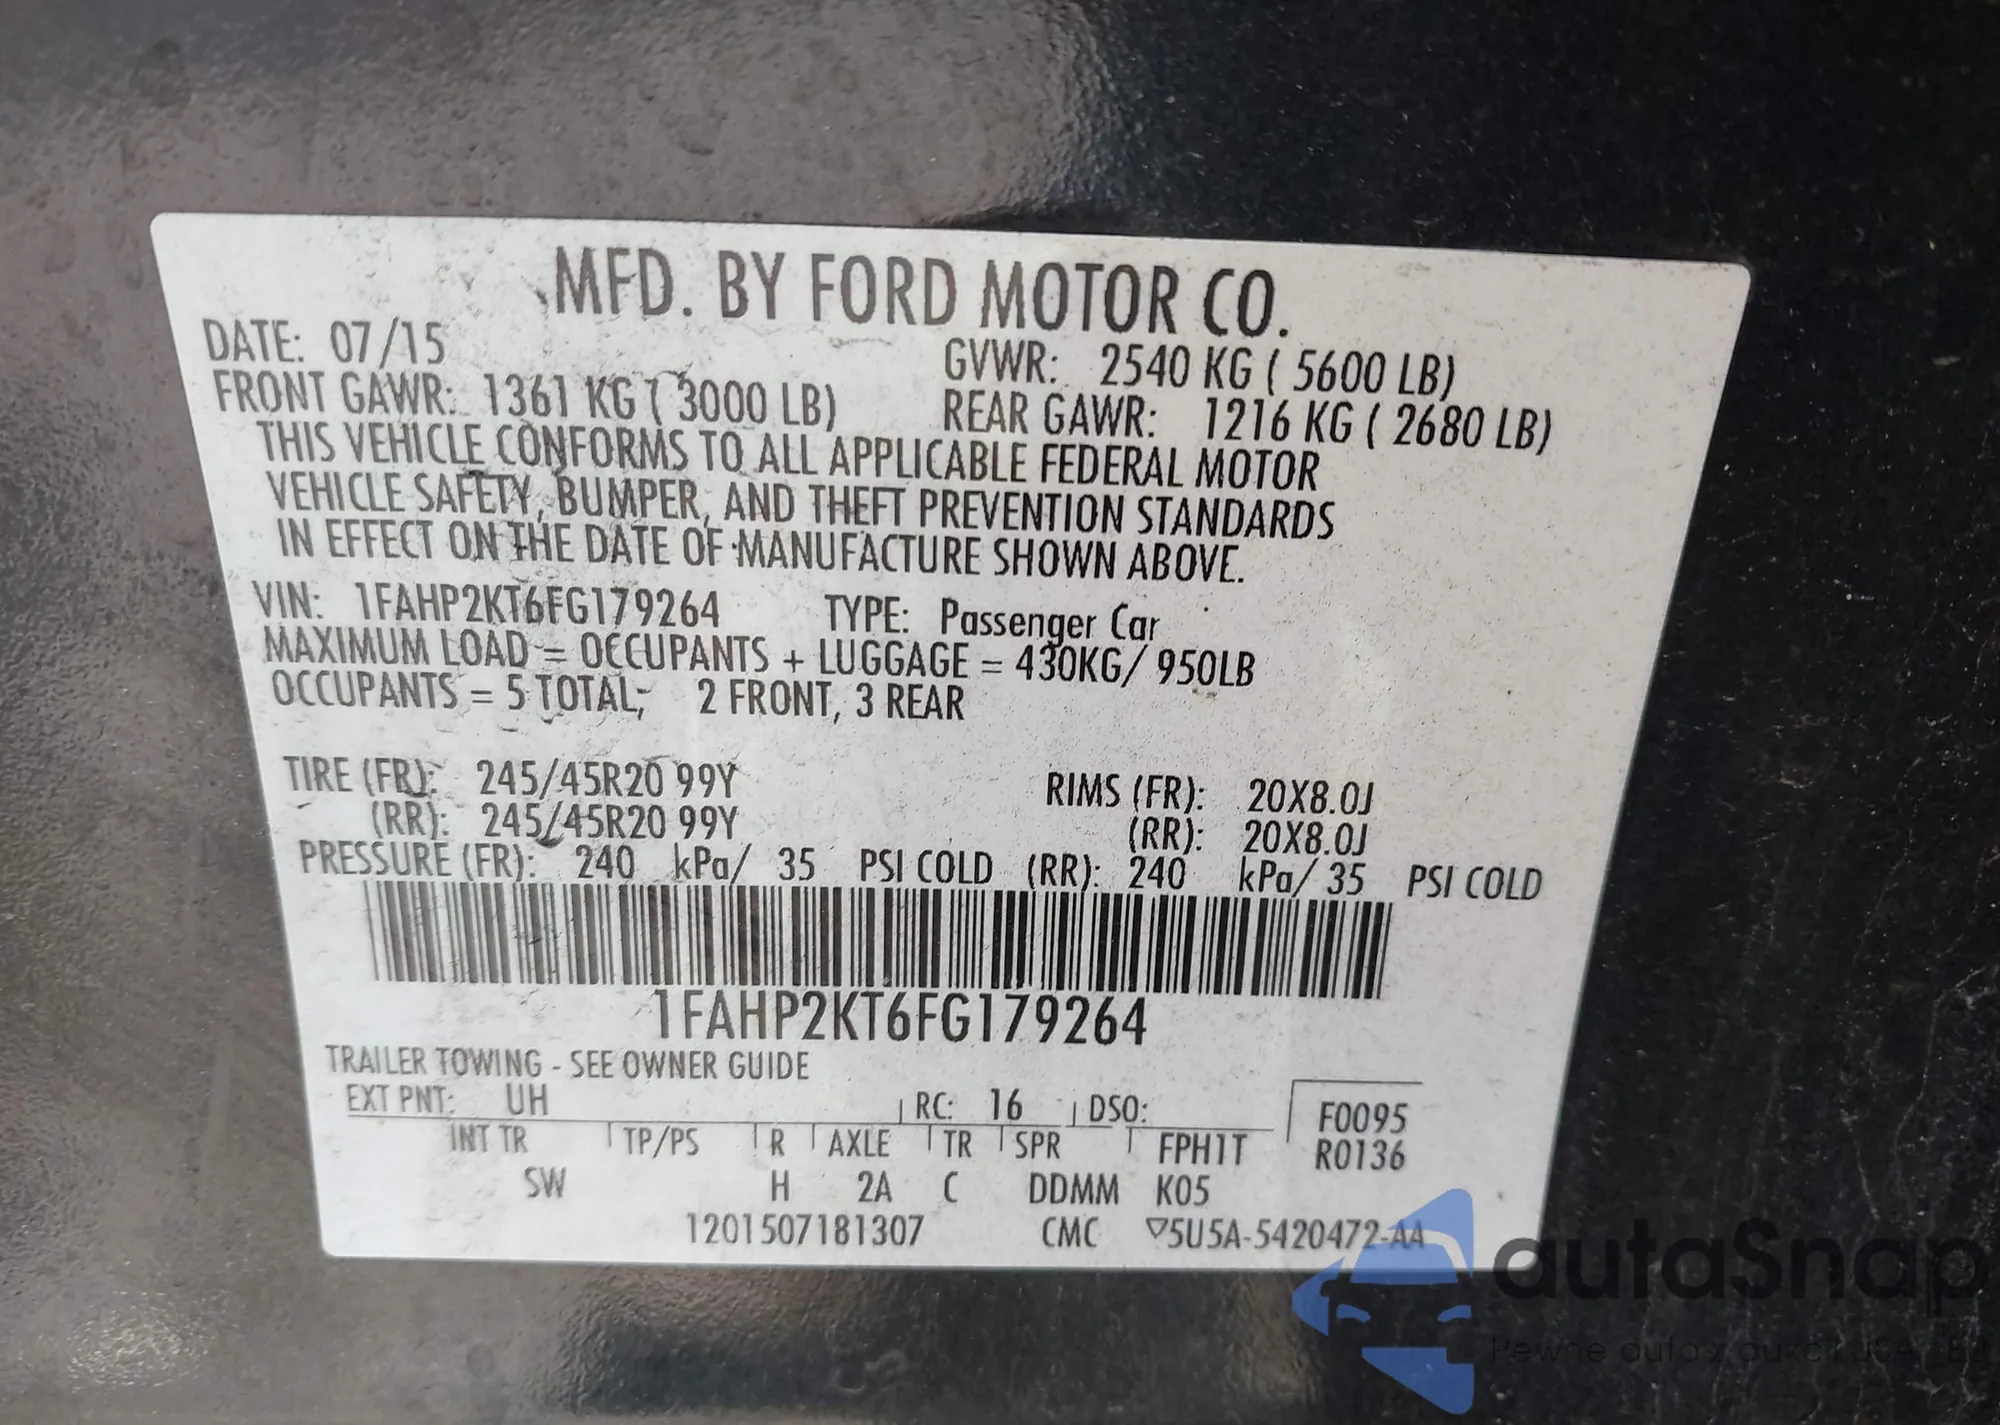 MFD. BY FORD MOTOR CO.
DATE: 07/15 GVWR: 2540 KG ( 5600 LB)
FRONT GAWR: 1361 KG ( 3000 LB) REAR GAWR: 1216 KG ( 2680 LB)
THIS VEHICLE CONFORMS TO ALL APPLICABLE FEDERAL MOTOR
VEHICLE SAFETY, BUMPER, AND THEFT PREVENTION STANDARDS
IN EFFECT ON THE DATE OF MANUFACTURE SHOWN ABOVE.
VIN: 1FAHP2KT6FG179264 TYPE: Passenger Car
MAXIMUM LOAD = OCCUPANTS + LUGGAGE = 430KG/ 950LB
OCCUPANTS = 5 TOTAL; 2 FRONT, 3 REAR
TIRE (FR): 245/45R20 99Y RIMS (FR): 20X8.0J
(RR): 245/45R20 99Y (RR): 20X8.0J
PRESSURE (FR): 240 kPa/ 35 PSI COLD (RR): 240 kPa/ 35 PSI COLD
1FAHP2KT6FG179264
TRAILER TOWING - SEE OWNER GUIDE
EXT PNT: UH RC: 16 DSO: F0095
INT TR TP/PS R AXLE TR SPR FPH1T R0136
SW H 2A C DDMM K05
1201507181307 CMC ▽5U5A-5420472-AA
autoSnap
Pewne auta z aukcji USA